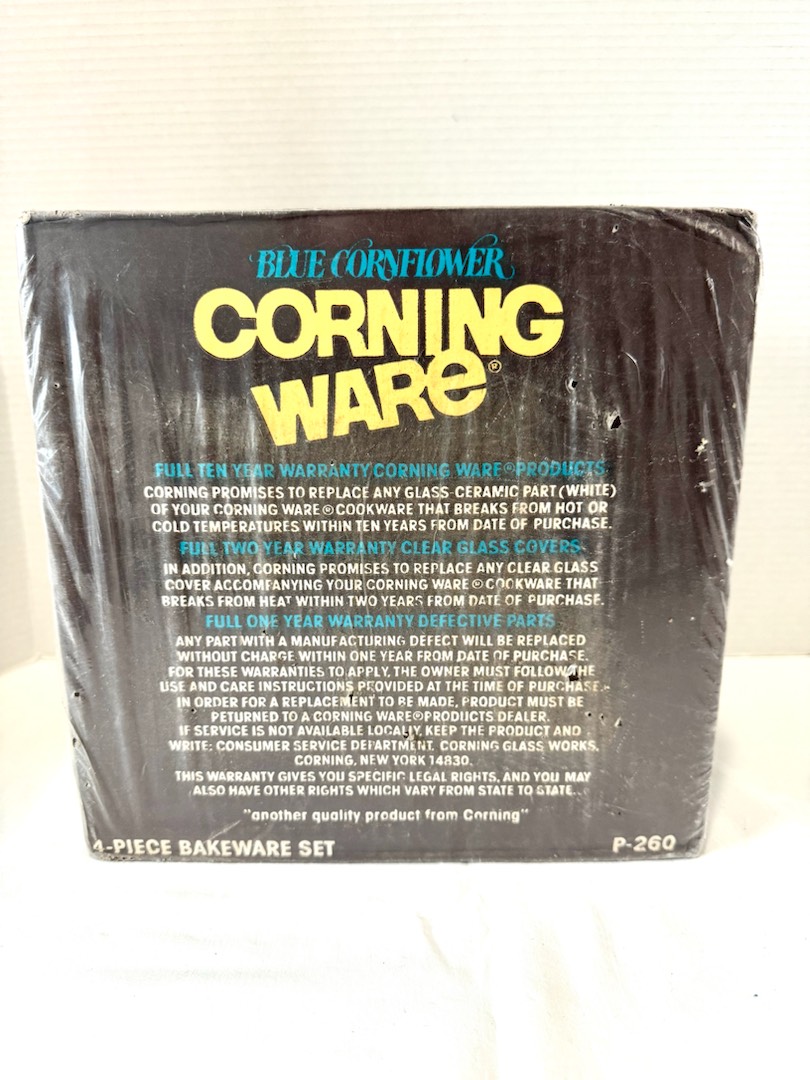 BLUE CORNFLOWER
CORNING
WARE®
FULL TEN YEAR WARRANTY CORNING WARE® PRODUCTS
CORNING PROMISES TO REPLACE ANY GLASS-CERAMIC PART (WHITE)
OF YOUR CORNING WARE® COOKWARE THAT BREAKS FROM HOT OR
COLD TEMPERATURES WITHIN TEN YEARS FROM DATE OF PURCHASE.
FULL TWO YEAR WARRANTY CLEAR GLASS COVERS
IN ADDITION, CORNING PROMISES TO REPLACE ANY CLEAR GLASS
COVER ACCOMPANYING YOUR CORNING WARE® COOKWARE THAT
BREAKS FROM HEAT WITHIN TWO YEARS FROM DATE OF PURCHASE.
FULL ONE YEAR WARRANTY DEFECTIVE PARTS
ANY PART WITH A MANUFACTURING DEFECT WILL BE REPLACED
WITHOUT CHARGE WITHIN ONE YEAR FROM DATE OF PURCHASE.
FOR THESE WARRANTIES TO APPLY, THE OWNER MUST FOLLOW THE
USE AND CARE INSTRUCTIONS PROVIDED AT THE TIME OF PURCHASE.
IN ORDER FOR A REPLACEMENT TO BE MADE, PRODUCT MUST BE
RETURNED TO A CORNING WARE® PRODUCTS DEALER.
IF SERVICE IS NOT AVAILABLE LOCALLY, KEEP THE PRODUCT AND
WRITE: CONSUMER SERVICE DEPARTMENT, CORNING GLASS WORKS,
CORNING, NEW YORK 14830.
THIS WARRANTY GIVES YOU SPECIFIC LEGAL RIGHTS, AND YOU MAY
ALSO HAVE OTHER RIGHTS WHICH VARY FROM STATE TO STATE.
"another quality product from Corning"
4-PIECE BAKEWARE SET
P-260